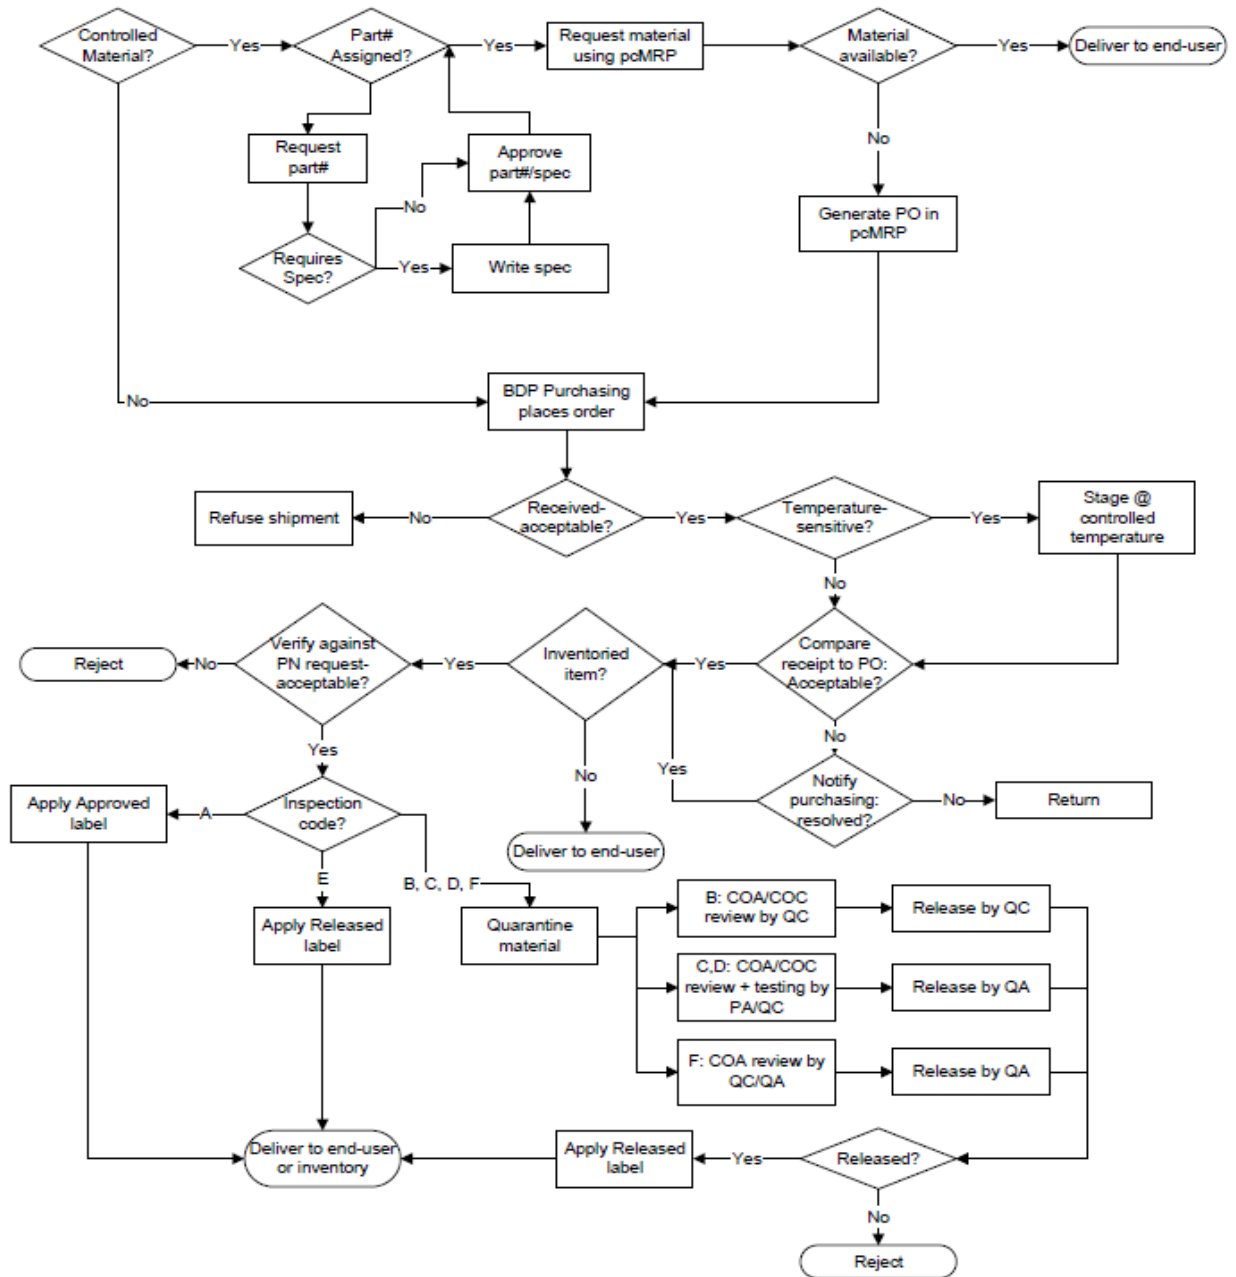 Controlled
Material?
Yes
Part#
Assigned?
Yes
Request material
using pcMRP
Material
available?
Yes
Deliver to end-user
No
Request
part#
Approve
part#/spec
No
Generate PO in
pcMRP
Requires
Spec?
Yes
Write spec
No
BDP Purchasing
places order
Refuse shipment
No
Received-
acceptable?
Yes
Temperature-
sensitive?
Yes
Stage @
controlled
temperature
No
Reject
No
Verify against
PN request-
acceptable?
Yes
Inventoried
item?
Yes
Compare
receipt to PO:
Acceptable?
No
Yes
No
Yes
Notify
purchasing:
resolved?
No
Return
Apply Approved
label
A
Inspection
code?
Deliver to end-user
E
B, C, D, F
Apply Released
label
Quarantine
material
B: COA/COC
review by QC
Release by QC
C,D: COA/COC
review + testing by
PA/QC
Release by QA
F: COA review by
QC/QA
Release by QA
Deliver to end-user
or inventory
Apply Released
label
Yes
Released?
No
Reject